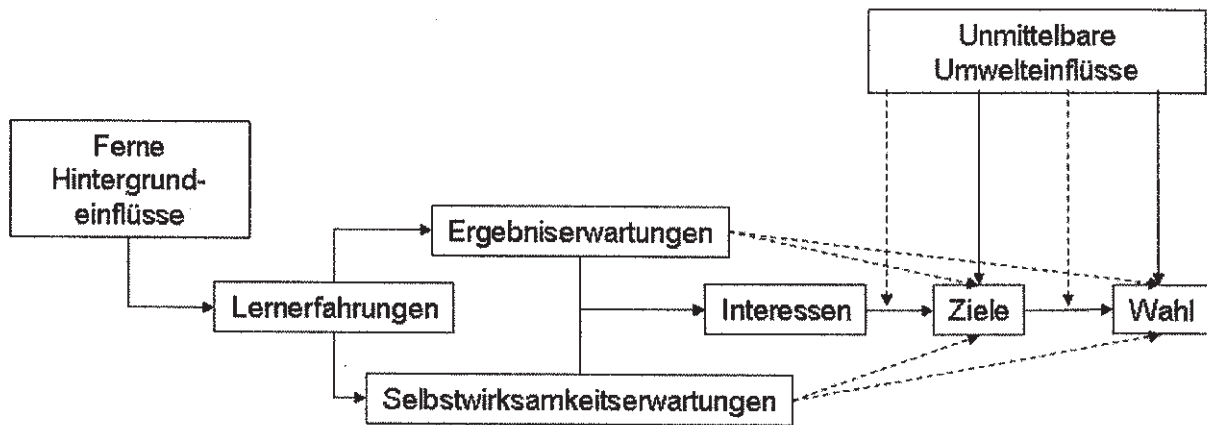 Unmittelbare
Umwelteinflüsse
Ferne
Hintergrund-
einflüsse
Ergebniserwartungen
Lernerfahrungen
Interessen
Ziele
Wahl
Selbstwirksamkeitserwartungen